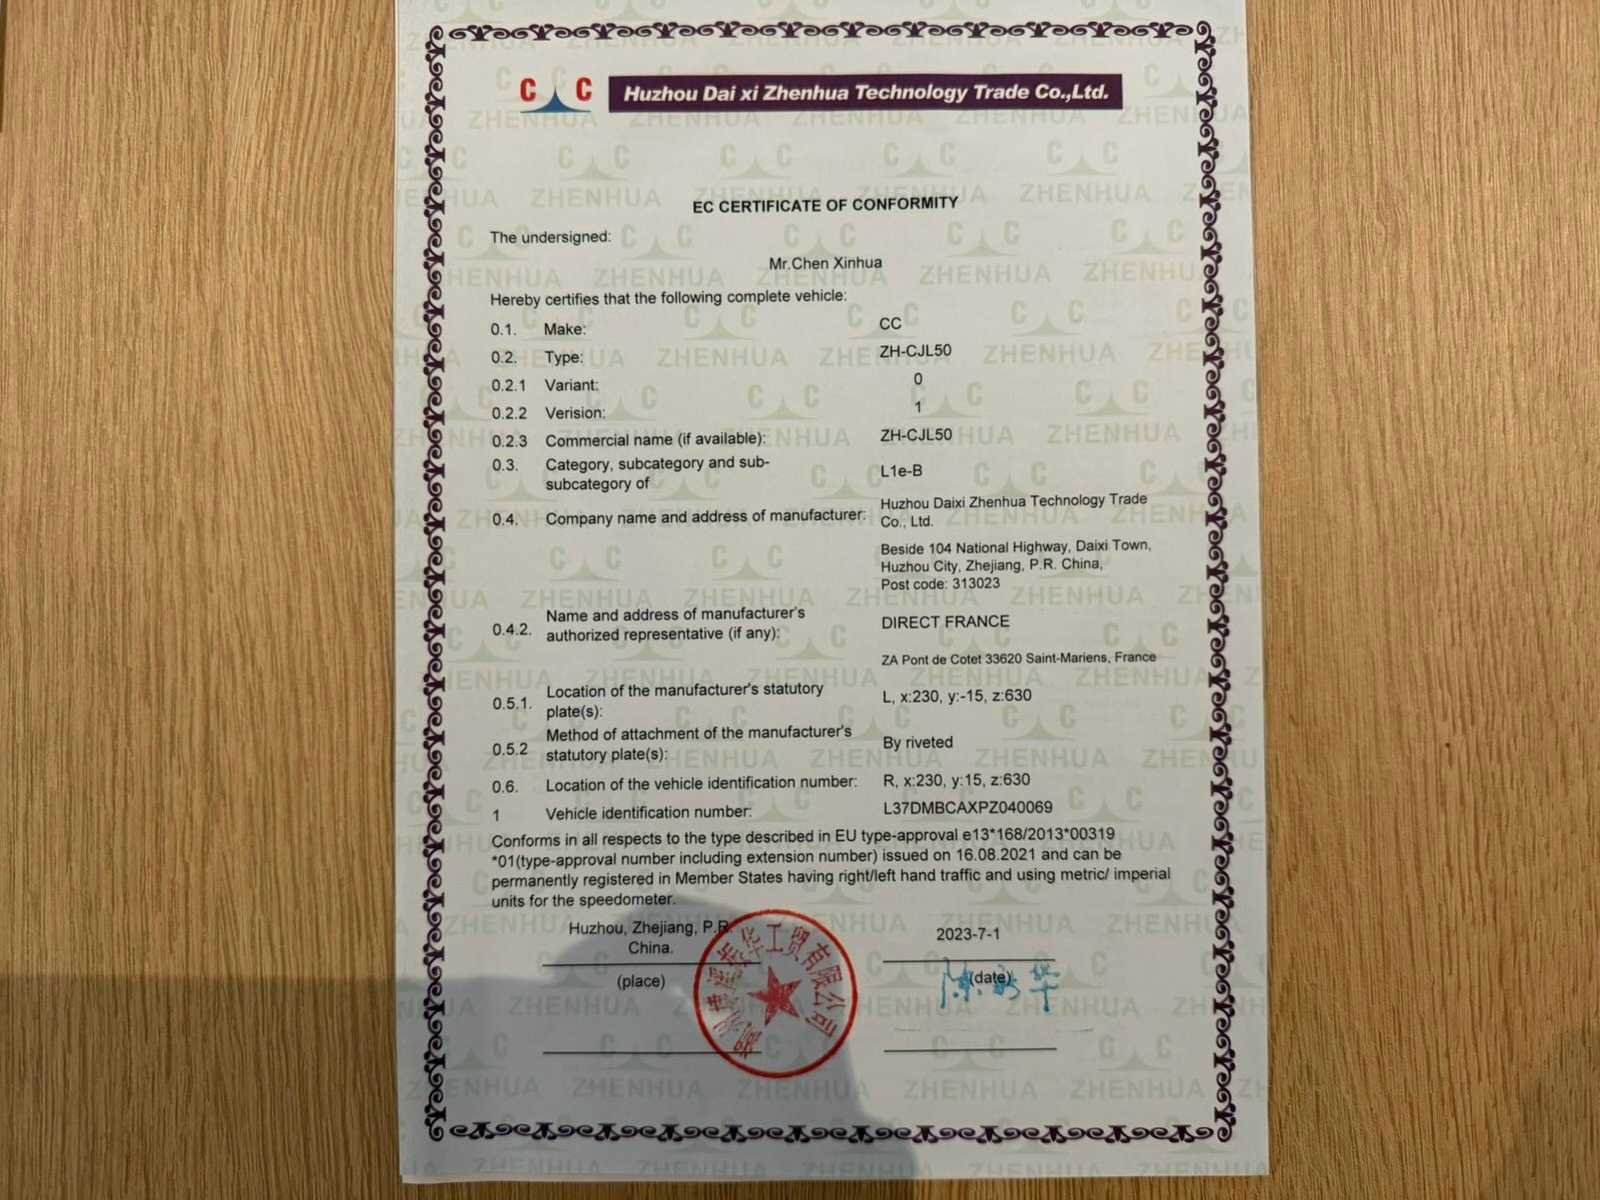 C C Huzhou Dai xi Zhenhua Technology Trade Co.,Ltd.
EC CERTIFICATE OF CONFORMITY
The undersigned:
Mr.Chen Xinhua
Hereby certifies that the following complete vehicle:
0.1. Make: CC
0.2. Type: ZH-CJL50
0.2.1 Variant: 0
0.2.2 Verision: 1
0.2.3 Commercial name (if available): ZH-CJL50
0.3. Category, subcategory and sub-
subcategory of L1e-B
0.4. Company name and address of manufacturer: Huzhou Daixi Zhenhua Technology Trade
Co., Ltd.
Beside 104 National Highway, Daixi Town,
Huzhou City, Zhejiang, P.R. China,
Post code: 313023
0.4.2. Name and address of manufacturer's
authorized representative (if any): DIRECT FRANCE
ZA Pont de Cotet 33620 Saint-Mariens, France
0.5.1. Location of the manufacturer's statutory
plate(s): L, x:230, y:-15, z:630
0.5.2 Method of attachment of the manufacturer's
statutory plate(s): By riveted
0.6. Location of the vehicle identification number: R, x:230, y:15, z:630
1 Vehicle identification number: L37DMBCAXPZ040069
Conforms in all respects to the type described in EU type-approval e13*168/2013*00319
*01(type-approval number including extension number) issued on 16.08.2021 and can be
permanently registered in Member States having right/left hand traffic and using metric/ imperial
units for the speedometer.
Huzhou, Zhejiang, P.R.
China.
2023-7-1
(place)
(date)
华工贸有限公司
ZHENHUA